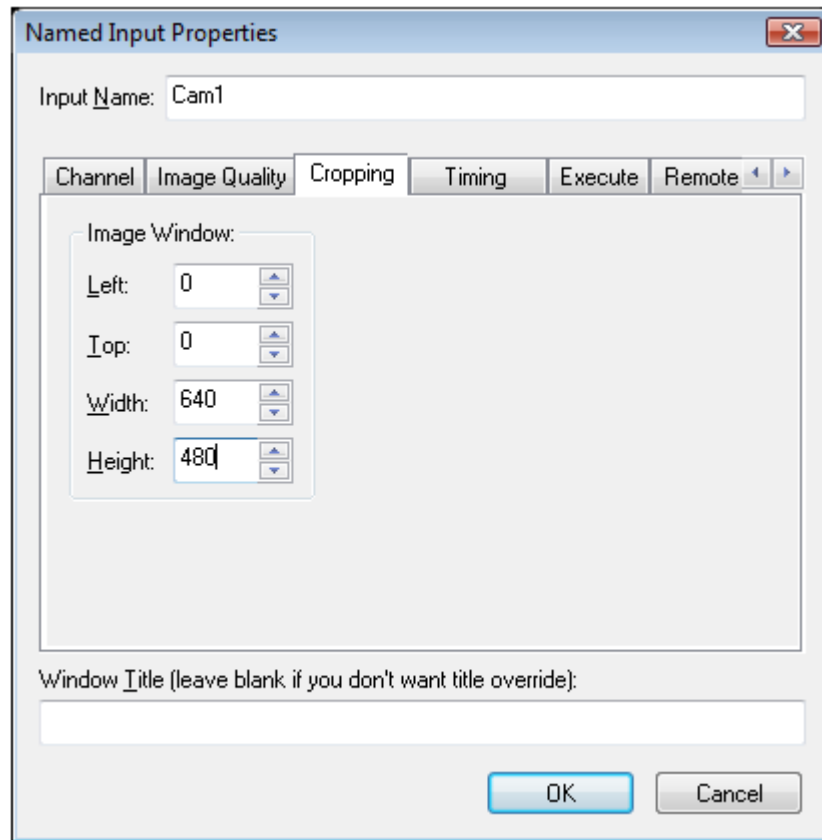 Named Input Properties
Input Name: Cam1
Channel Image Quality Cropping Timing Execute Remote
Image Window:
Left: 0
Top: 0
Width: 640
Height: 480
Window Title (leave blank if you don't want title override):
OK Cancel